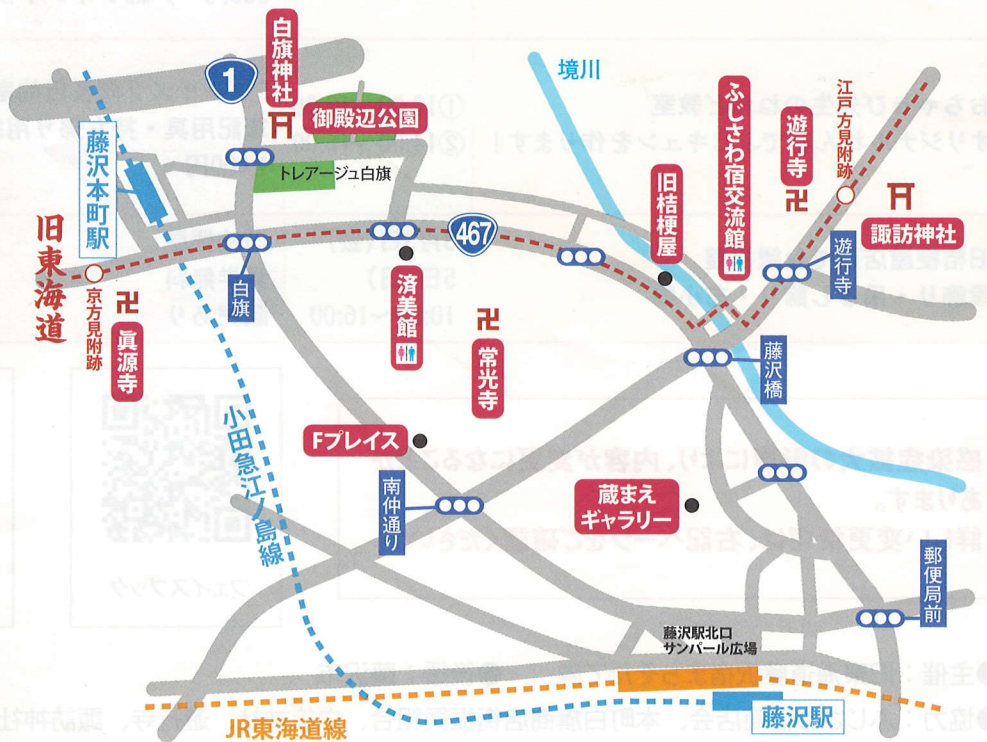 白旗神社
1
御殿辺公園
トレアージュ白旗
境川
ふじさわ宿交流館
遊行寺
江戸方見附跡
諏訪神社
旧桔梗屋
遊行寺
藤沢本町駅
467
旧東海道
京方見附跡
眞源寺
白旗
済美館
常光寺
藤沢橋
Fプレイス
南仲通り
蔵まえ
ギャラリー
小田急江ノ島線
郵便局前
藤沢駅北口
サンパール広場
JR東海道線
藤沢駅